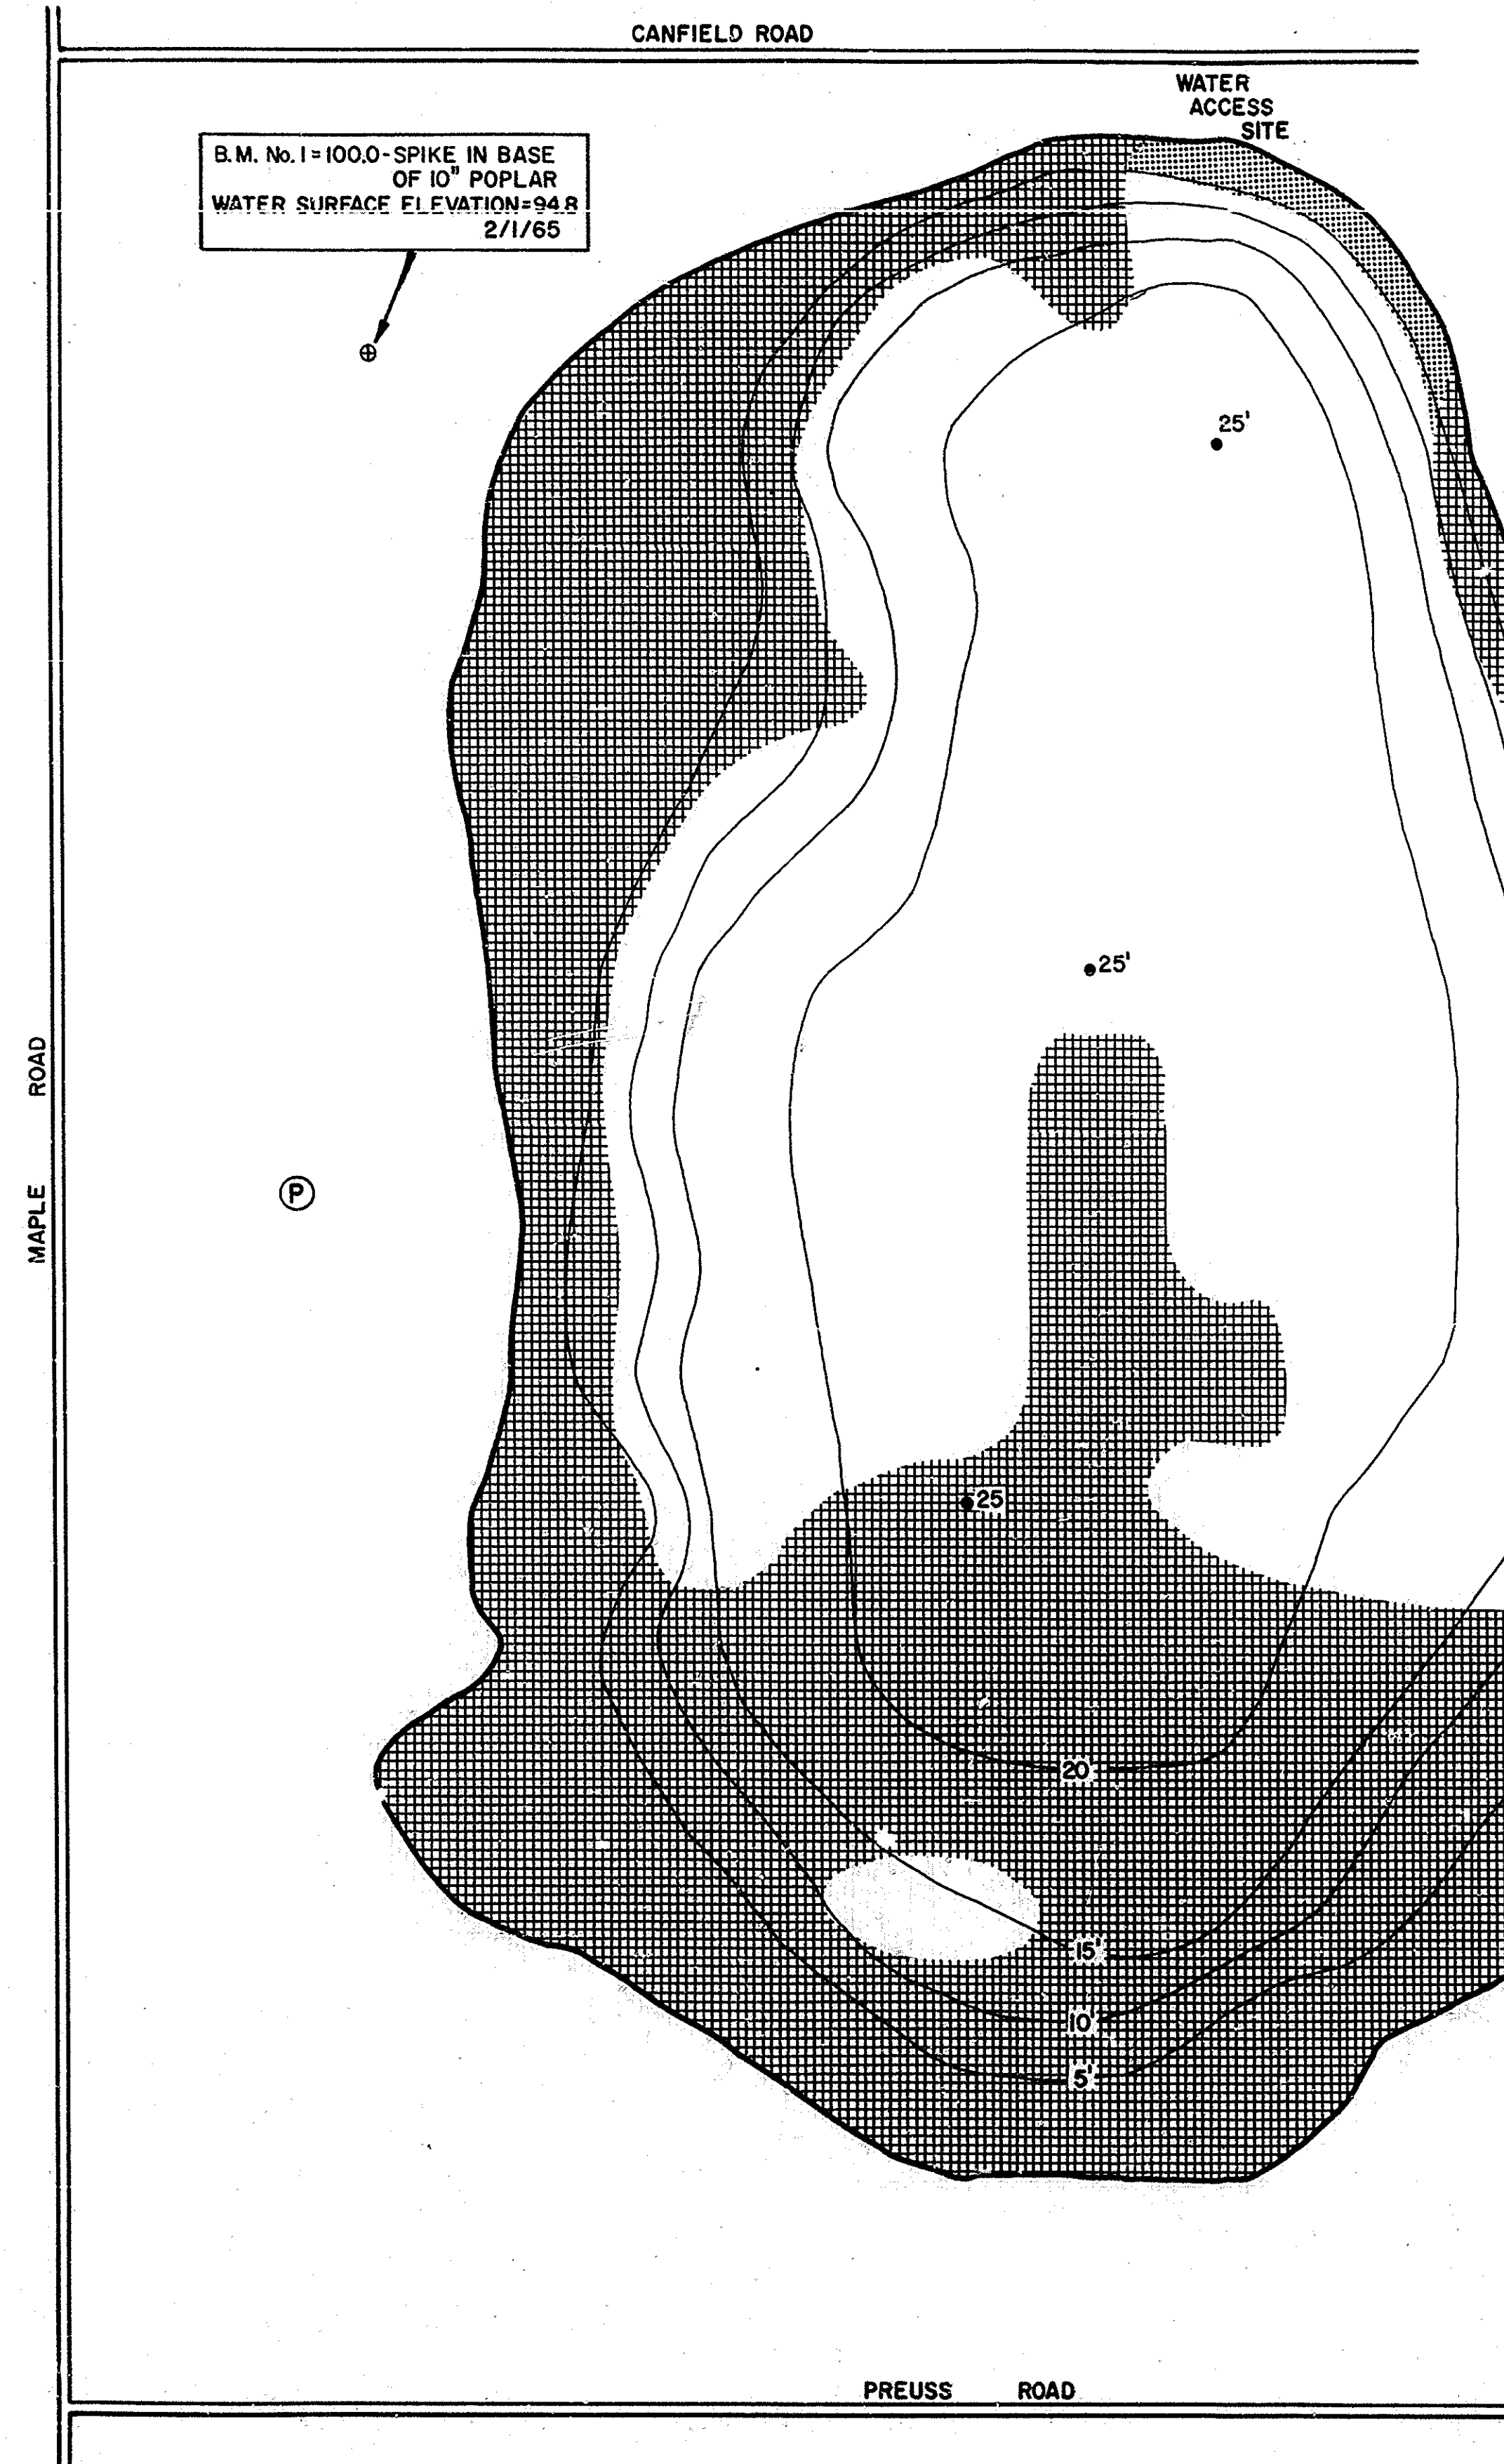 CANFIELD ROAD
WATER
ACCESS
SITE
B.M. No. 1 = 100.0 - SPIKE IN BASE
OF 10" POPLAR
WATER SURFACE ELEVATION = 94.8
2/1/65
25'
25'
MAPLE ROAD
P
25
20
15'
10'
5'
PREUSS ROAD